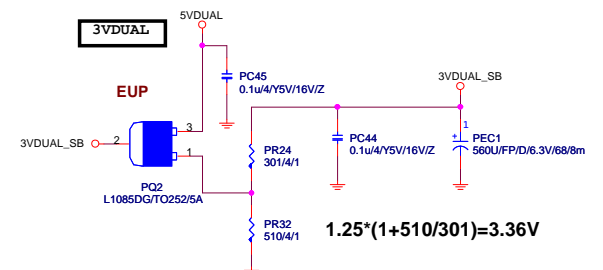 3VDUAL
5VDUAL
PC45
0.1u/4/Y5V/16V/Z
EUP
3VDUAL_SB
3
3VDUAL_SB
2
1
PQ2
L1085DG/TO252/5A
PR24
301/4/1
PC44
0.1u/4/Y5V/16V/Z
1
+
PEC1
560U/FP/D/6.3V/68/8m
PR32
510/4/1
1.25*(1+510/301)=3.36V